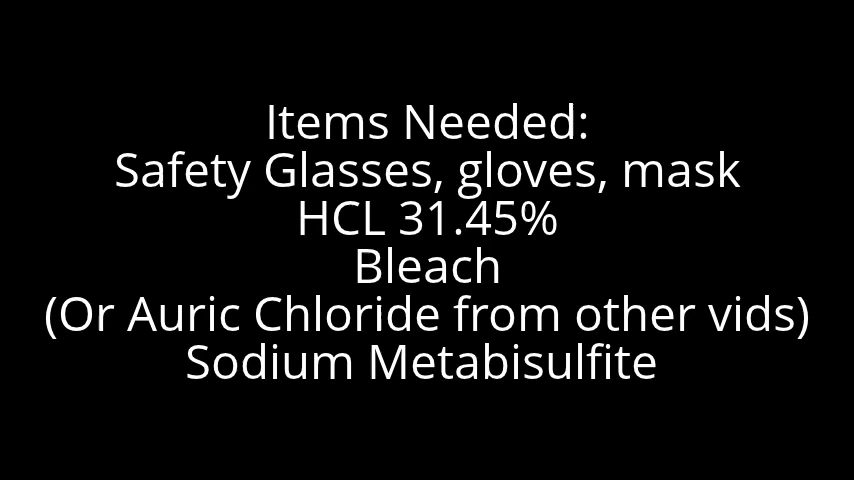 Items Needed:
Safety Glasses, gloves, mask
HCL 31.45%
Bleach
(Or Auric Chloride from other vids)
Sodium Metabisulfite